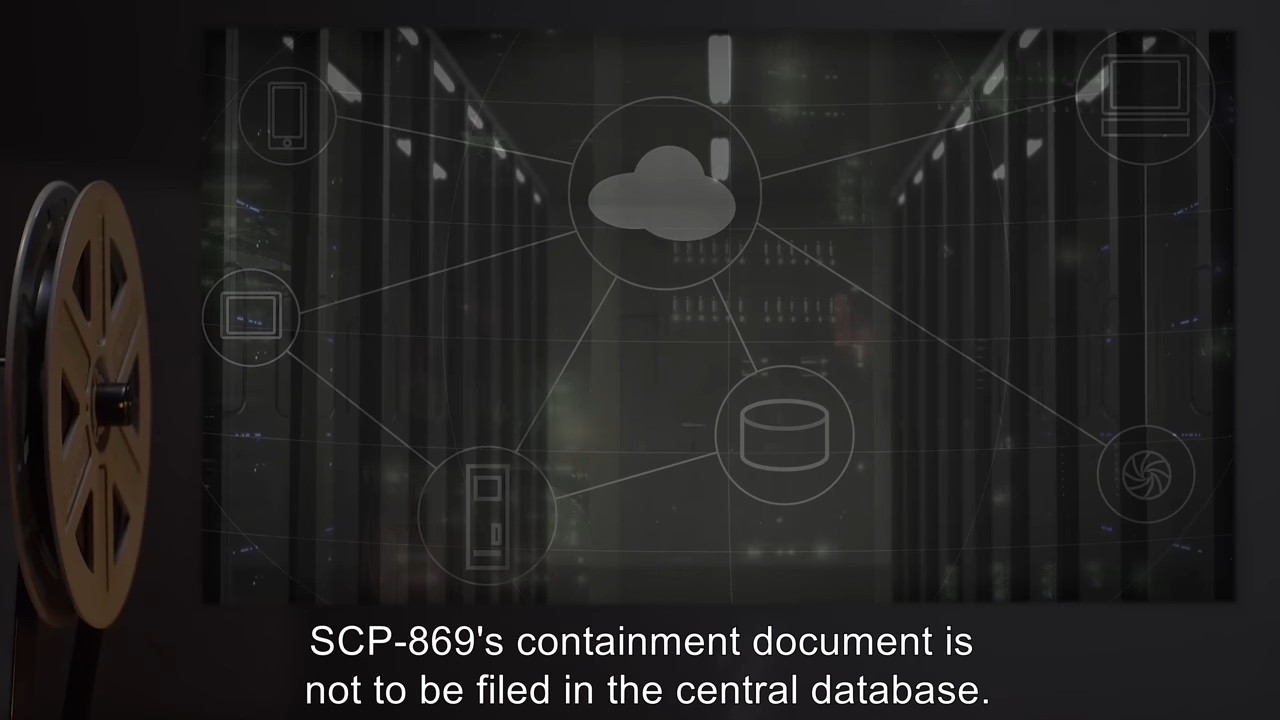 SCP-869's containment document is
not to be filed in the central database.